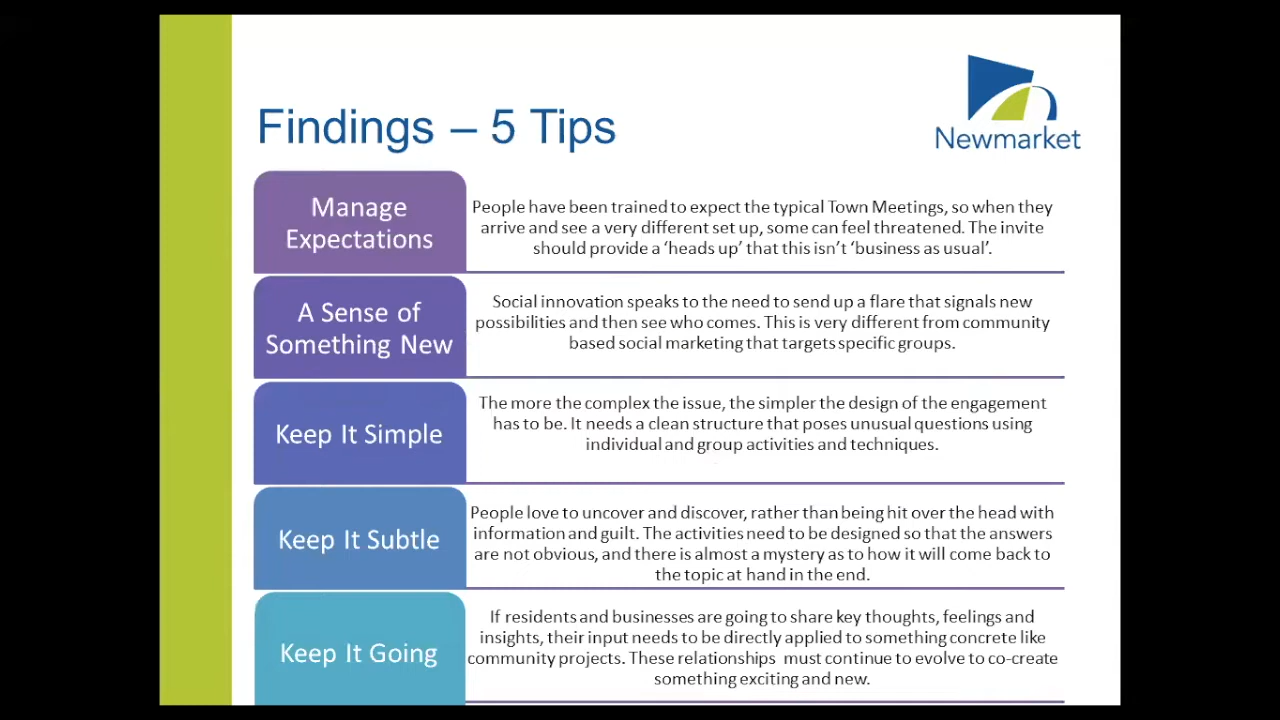 Findings – 5 Tips
Newmarket
Manage
Expectations
People have been trained to expect the typical Town Meetings, so when they
arrive and see a very different set up, some can feel threatened. The invite
should provide a ‘heads up’ that this isn’t ‘business as usual’.
A Sense of
Something New
Social innovation speaks to the need to send up a flare that signals new
possibilities and then see who comes. This is very different from community
based social marketing that targets specific groups.
Keep It Simple
The more the complex the issue, the simpler the design of the engagement
has to be. It needs a clean structure that poses unusual questions using
individual and group activities and techniques.
Keep It Subtle
People love to uncover and discover, rather than being hit over the head with
information and guilt. The activities need to be designed so that the answers
are not obvious, and there is almost a mystery as to how it will come back to
the topic at hand in the end.
Keep It Going
If residents and businesses are going to share key thoughts, feelings and
insights, their input needs to be directly applied to something concrete like
community projects. These relationships must continue to evolve to co-create
something exciting and new.